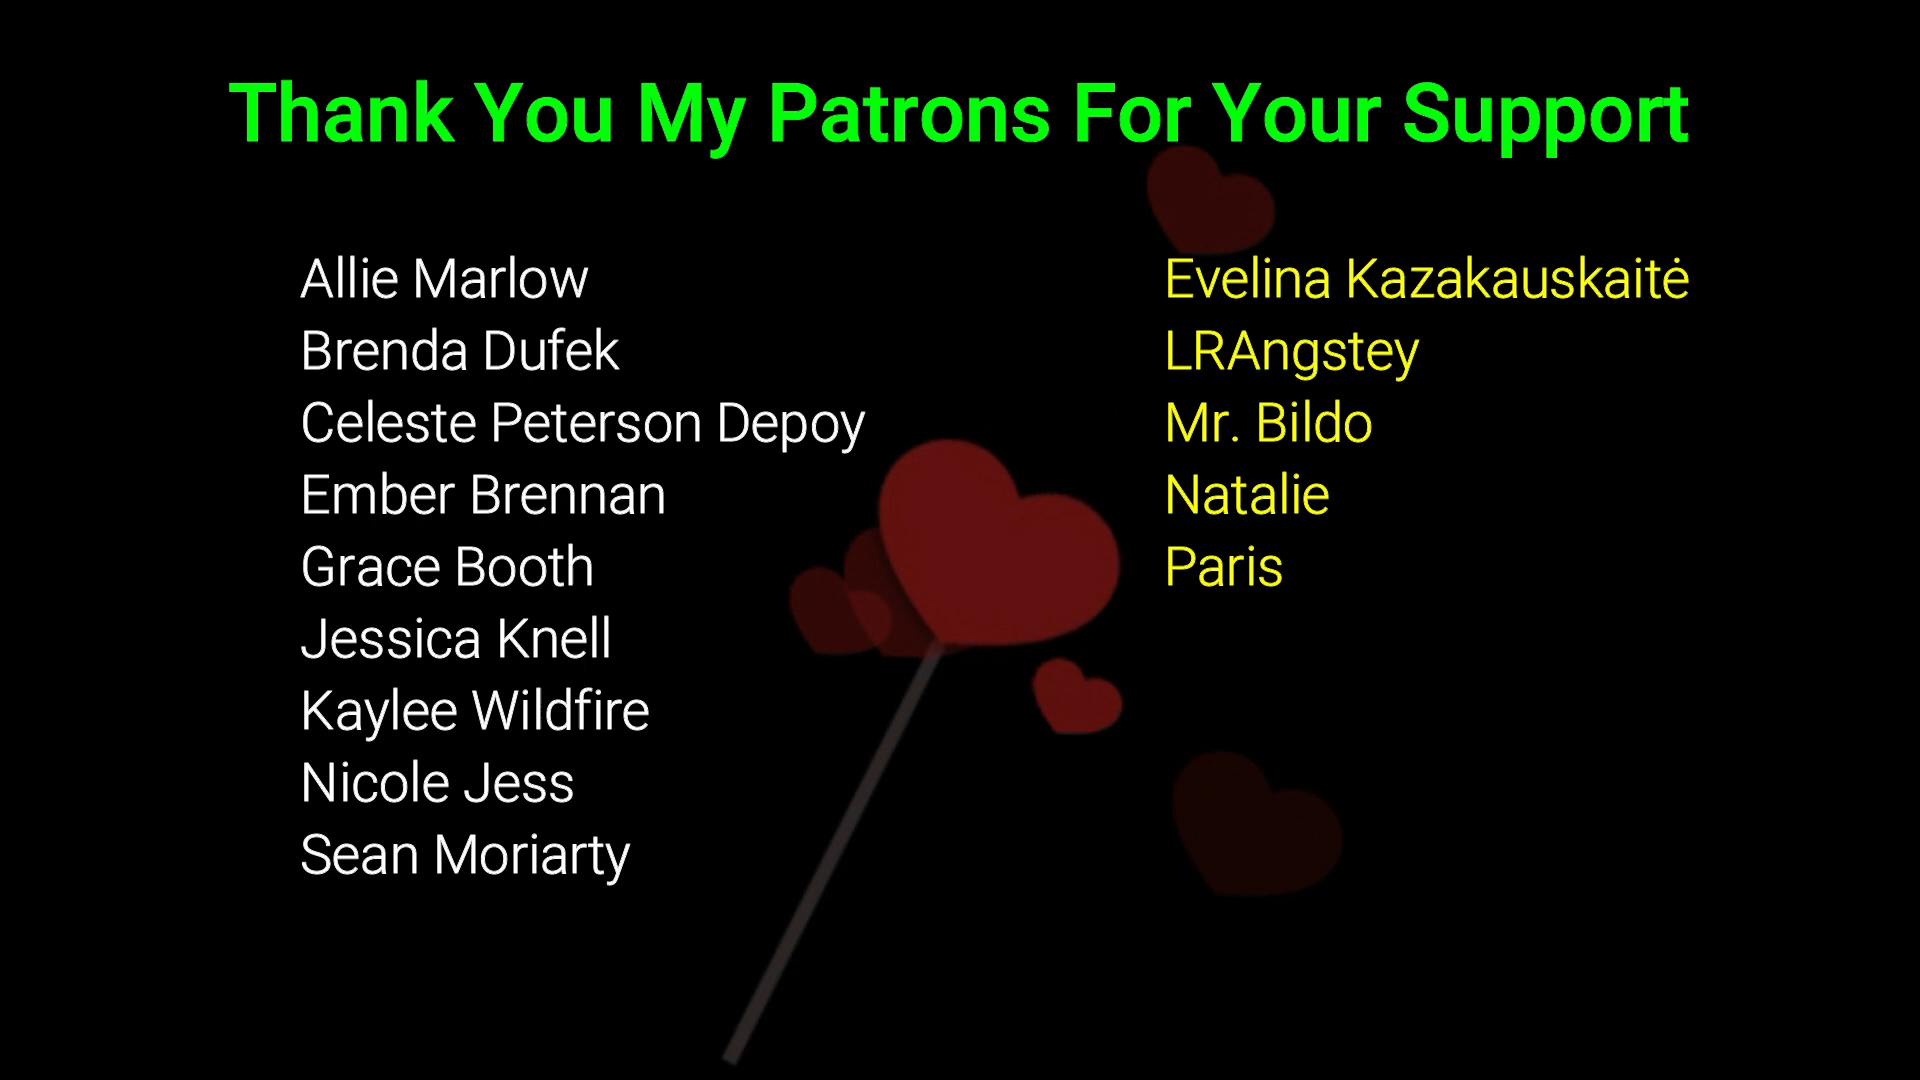 Thank You My Patrons For Your Support
Allie Marlow
Brenda Dufek
Celeste Peterson Depoy
Ember Brennan
Grace Booth
Jessica Knell
Kaylee Wildfire
Nicole Jess
Sean Moriarty
Evelina Kazakauskaitė
LRAngstey
Mr. Bildo
Natalie
Paris